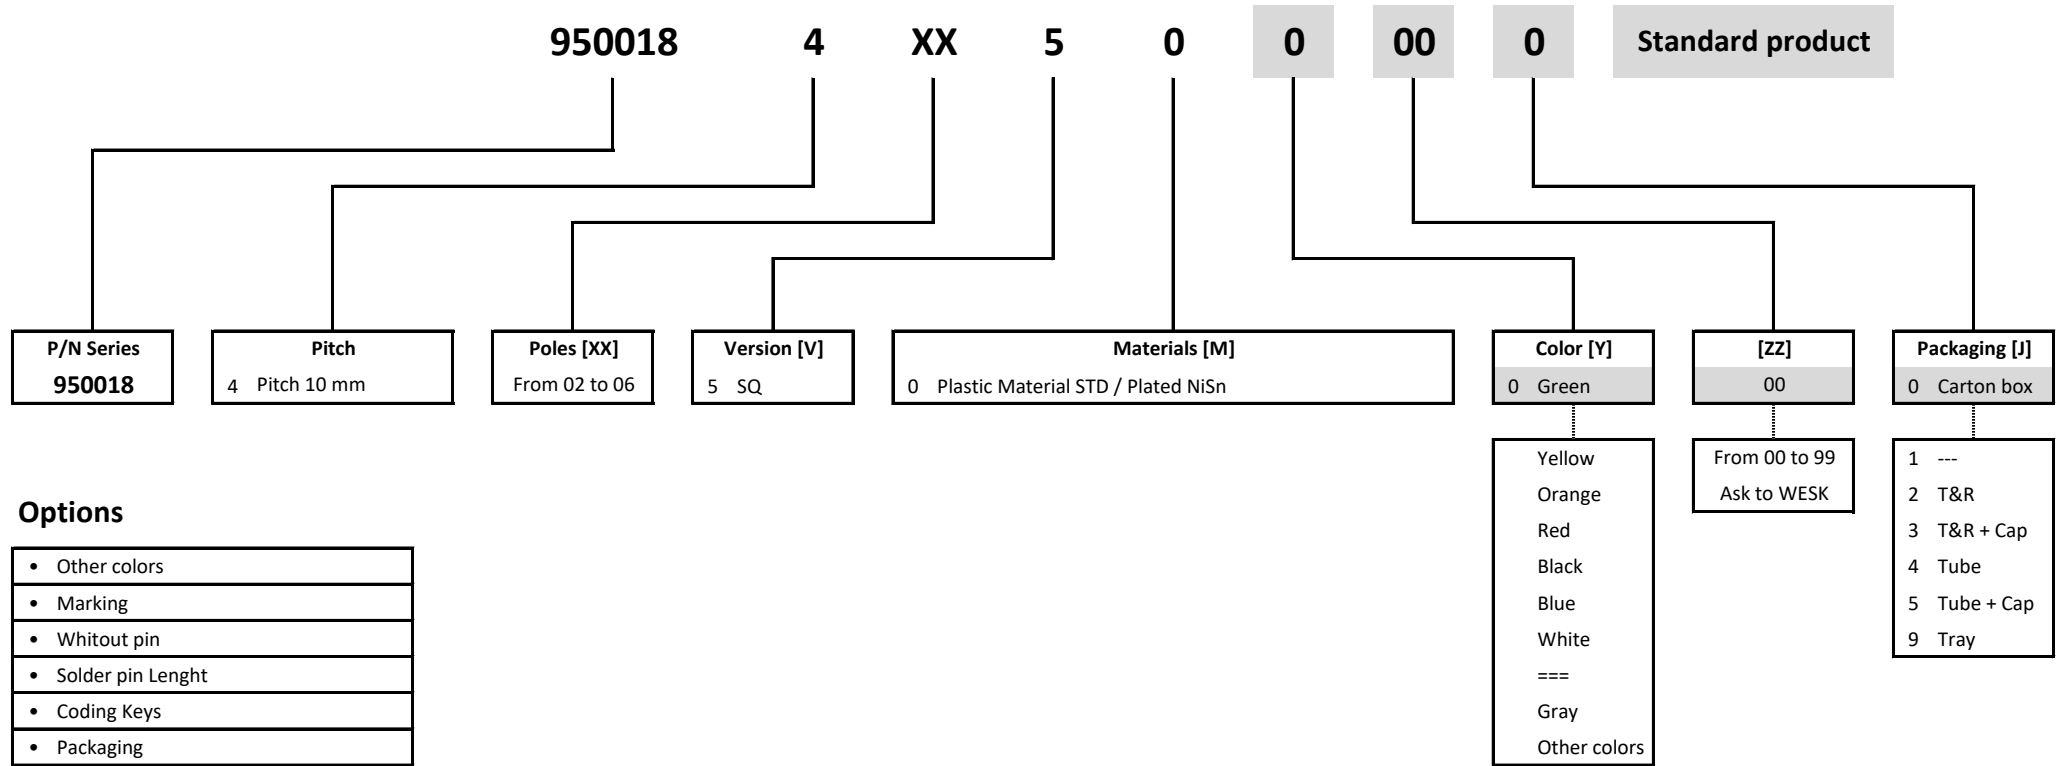 950018 4 XX 5 0 0 00 0 Standard product
P/N Series
950018
Pitch
4 Pitch 10 mm
Poles [XX]
From 02 to 06
Version [V]
5 SQ
Materials [M]
0 Plastic Material STD / Plated NiSn
Color [Y]
0 Green
Yellow
Orange
Red
Black
Blue
White
===
Gray
Other colors
[ZZ]
00
From 00 to 99
Ask to WESK
Packaging [J]
0 Carton box
1 ---
2 T&R
3 T&R + Cap
4 Tube
5 Tube + Cap
9 Tray
Options
• Other colors
• Marking
• Whitout pin
• Solder pin Lenght
• Coding Keys
• Packaging